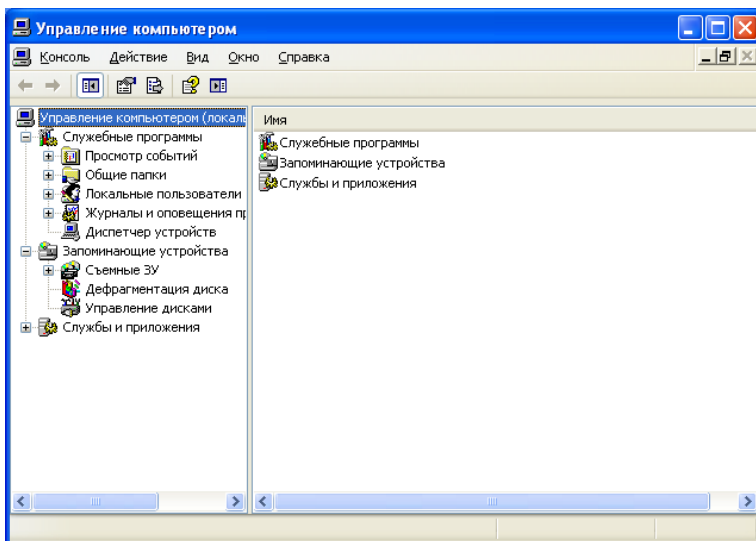 Управление компьютером
Консоль Действие Вид Окно Справка
Управление компьютером (локаль
Служебные программы
Просмотр событий
Общие папки
Локальные пользователи
Журналы и оповещения пр
Диспетчер устройств
Запоминающие устройства
Съемные ЗУ
Дефрагментация диска
Управление дисками
Службы и приложения
Имя
Служебные программы
Запоминающие устройства
Службы и приложения